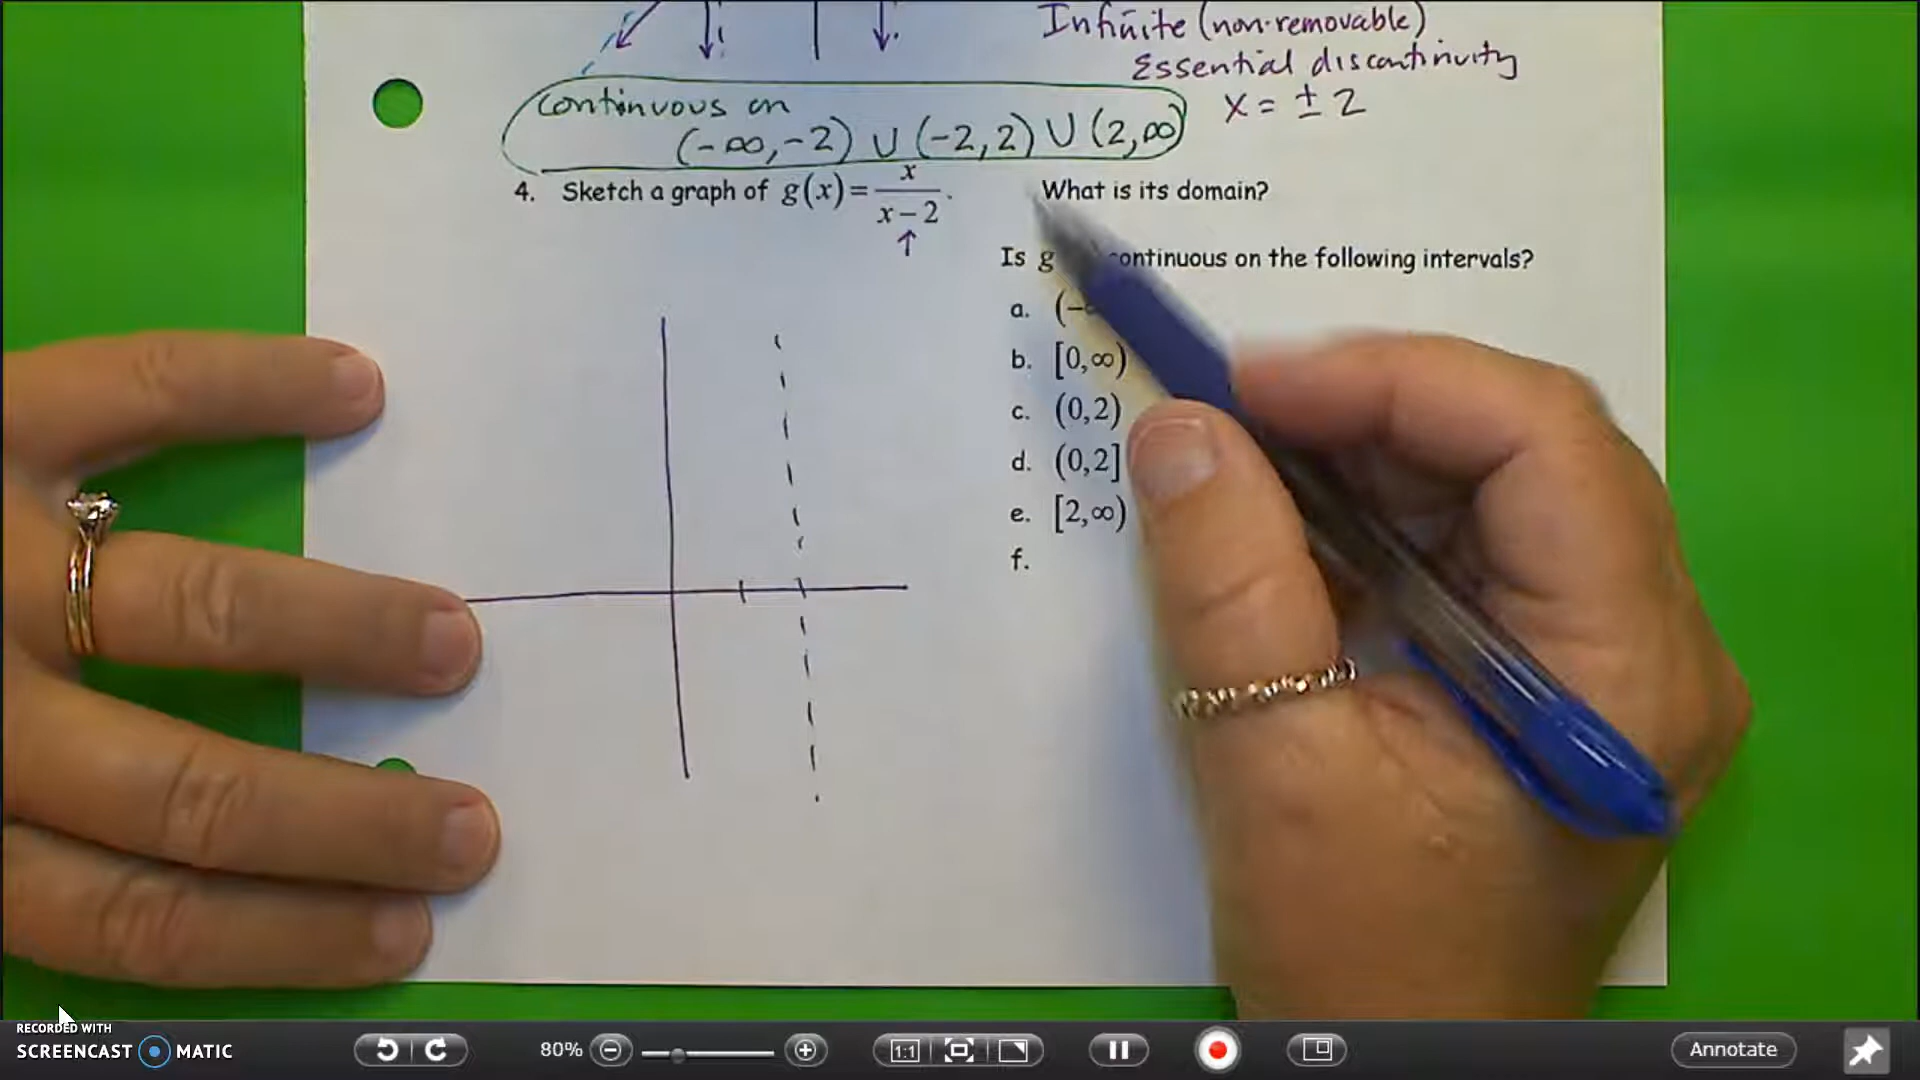 Infinite (non-removable)
Essential discontinuity
x = ± 2
Continuous on
(-∞,-2) ∪ (-2,2) ∪ (2,∞)
4. Sketch a graph of g(x)= x / x-2 .
↑
What is its domain?
Is g continuous on the following intervals?
a. (-
b. [0,∞)
c. (0,2)
d. (0,2]
e. [2,∞)
f.
RECORDED WITH
SCREENCAST MATIC
80%
1:1
Annotate